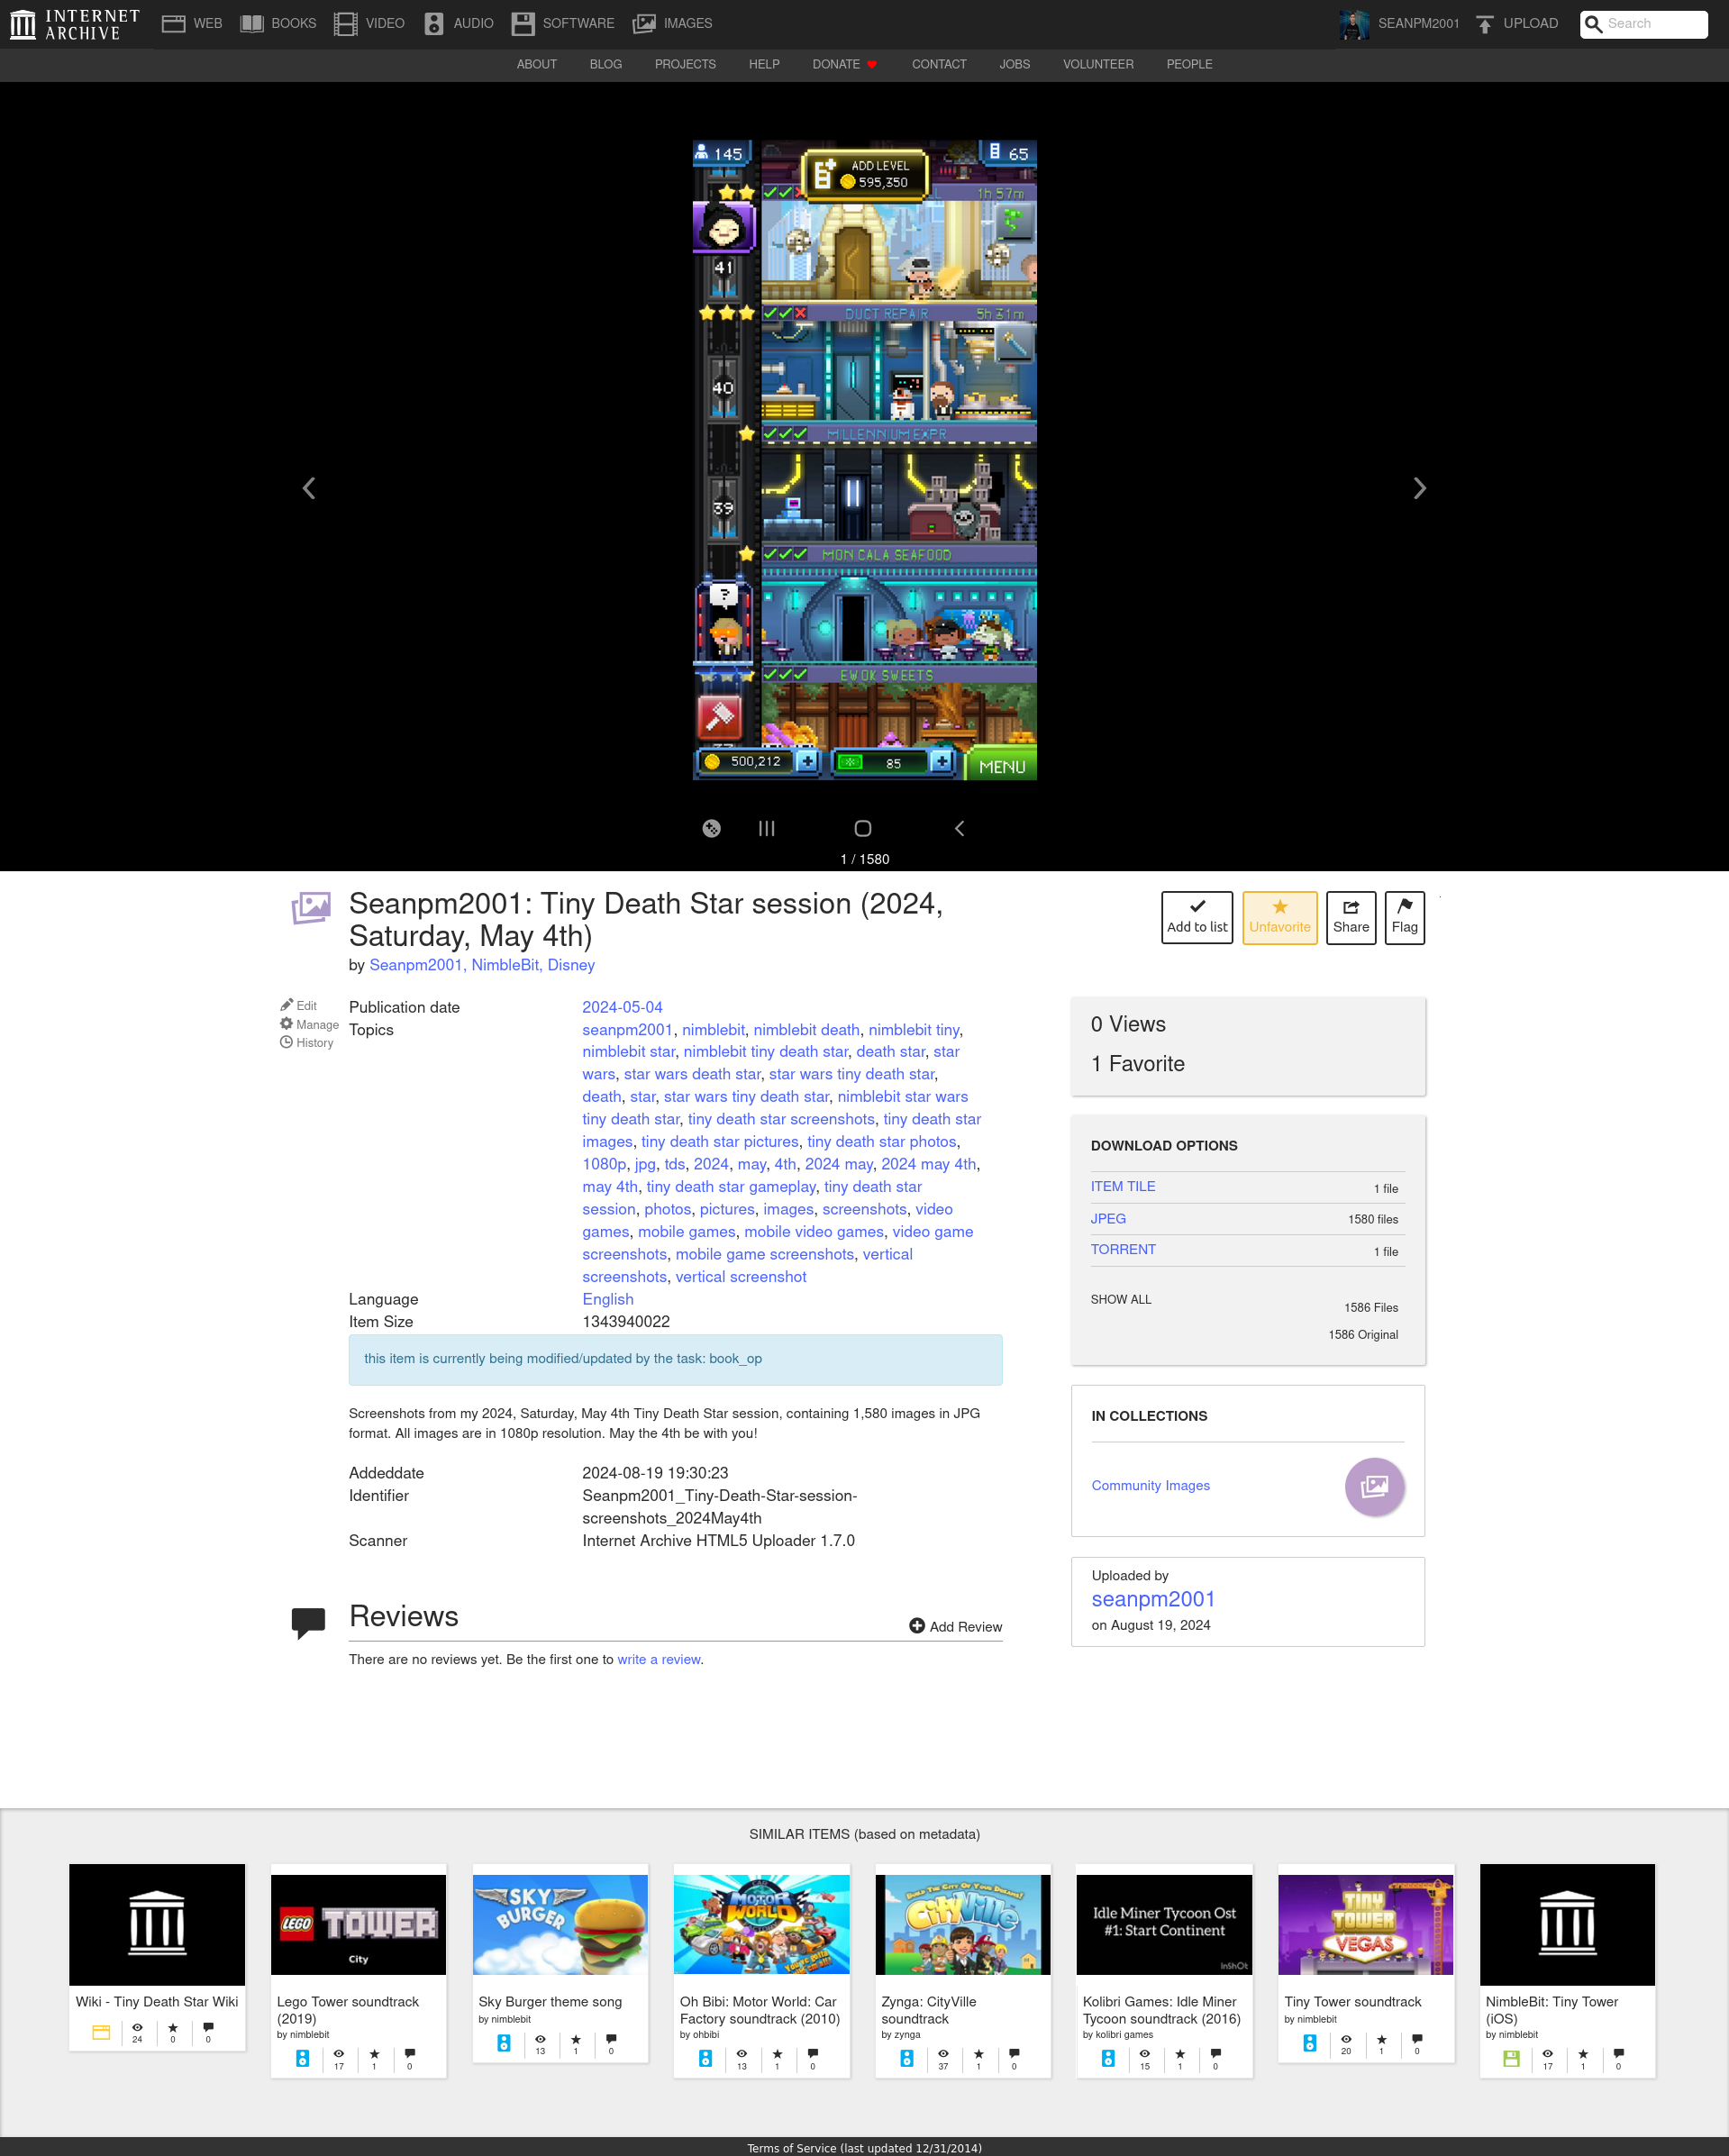 INTERNET
ARCHIVE
WEB
BOOKS
VIDEO
AUDIO
SOFTWARE
IMAGES
SEANPM2001
UPLOAD
Search
ABOUT
BLOG
PROJECTS
HELP
DONATE
CONTACT
JOBS
VOLUNTEER
PEOPLE
145
ADD LEVEL
595,350
65
1h 57m
41
DUCT REPAIR
5h 31m
40
MILLENNIUM EXPR
39
MON CALA SEAFOOD
?
EWOK SWEETS
500,212
85
MENU
1 / 1580
Seanpm2001: Tiny Death Star session (2024,
Saturday, May 4th)
by Seanpm2001, NimbleBit, Disney
Add to list
Unfavorite
Share
Flag
Edit
Manage
History
Publication date 2024-05-04
Topics seanpm2001, nimblebit, nimblebit death, nimblebit tiny,
nimblebit star, nimblebit tiny death star, death star, star
wars, star wars death star, star wars tiny death star,
death, star, star wars tiny death star, nimblebit star wars
tiny death star, tiny death star screenshots, tiny death star
images, tiny death star pictures, tiny death star photos,
1080p, jpg, tds, 2024, may, 4th, 2024 may, 2024 may 4th,
may 4th, tiny death star gameplay, tiny death star
session, photos, pictures, images, screenshots, video
games, mobile games, mobile video games, video game
screenshots, mobile game screenshots, vertical
screenshots, vertical screenshot
Language English
Item Size 1343940022
this item is currently being modified/updated by the task: book_op
Screenshots from my 2024, Saturday, May 4th Tiny Death Star session, containing 1,580 images in JPG
format. All images are in 1080p resolution. May the 4th be with you!
Addeddate 2024-08-19 19:30:23
Identifier Seanpm2001_Tiny-Death-Star-session-
screenshots_2024May4th
Scanner Internet Archive HTML5 Uploader 1.7.0
Reviews
Add Review
There are no reviews yet. Be the first one to write a review.
0 Views
1 Favorite
DOWNLOAD OPTIONS
ITEM TILE 1 file
JPEG 1580 files
TORRENT 1 file
SHOW ALL 1586 Files
1586 Original
IN COLLECTIONS
Community Images
Uploaded by
seanpm2001
on August 19, 2024
SIMILAR ITEMS (based on metadata)
Wiki - Tiny Death Star Wiki
24 0 0
LEGO TOWER
City
Lego Tower soundtrack
(2019)
by nimblebit
17 1 0
SKY
BURGER
Sky Burger theme song
by nimblebit
13 1 0
MOTOR
WORLD
Oh Bibi: Motor World: Car
Factory soundtrack (2010)
by ohbibi
13 1 0
BUILD THE CITY OF YOUR DREAMS!
CityVille
Zynga: CityVille
soundtrack
by zynga
37 1 0
Idle Miner Tycoon Ost
#1: Start Continent
InShOt
Kolibri Games: Idle Miner
Tycoon soundtrack (2016)
by kolibri games
15 1 0
TINY
TOWER
VEGAS
Tiny Tower soundtrack
by nimblebit
20 1 0
NimbleBit: Tiny Tower
(iOS)
by nimblebit
17 1 0
Terms of Service (last updated 12/31/2014)